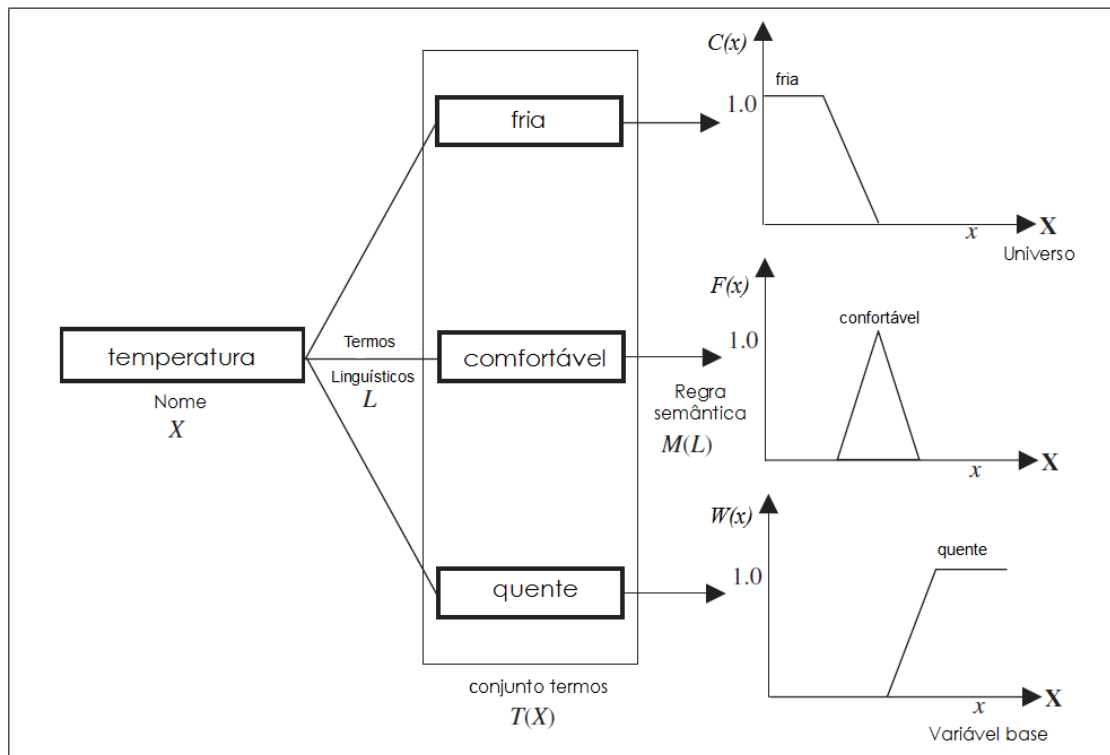 C(x)
fria
1.0
fria
x
X
Universo
F(x)
confortável
1.0
temperatura
Termos
Linguísticos
L
comfortável
Nome
X
Regra
semântica
M(L)
x
X
W(x)
quente
1.0
quente
conjunto termos
T(X)
x
X
Variável base